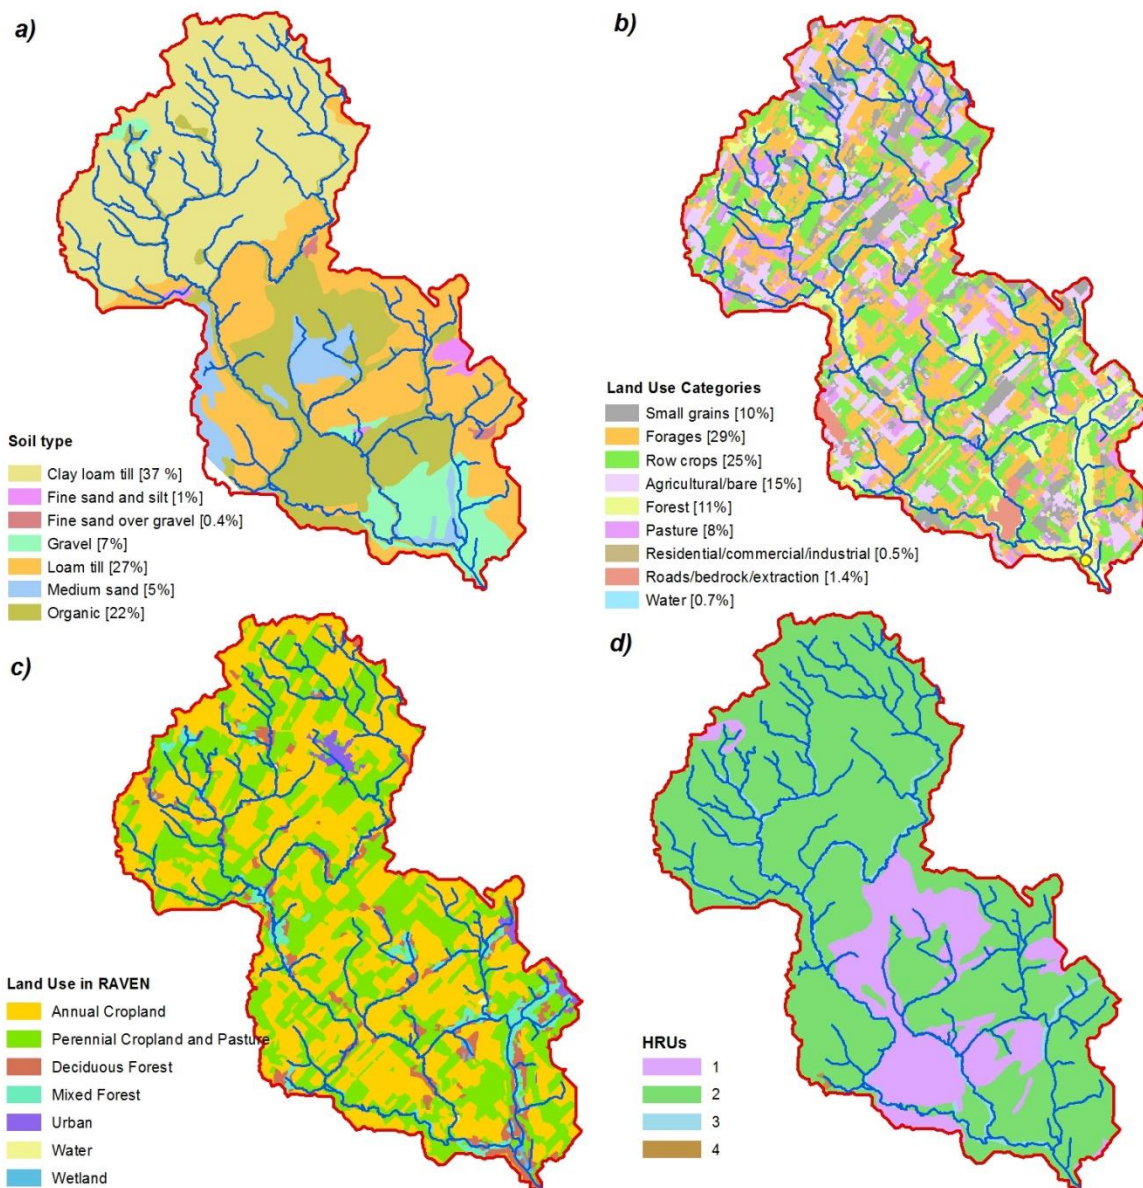 a)
Soil type
Clay loam till [37 %]
Fine sand and silt [1%]
Fine sand over gravel [0.4%]
Gravel [7%]
Loam till [27%]
Medium sand [5%]
Organic [22%]
b)
Land Use Categories
Small grains [10%]
Forages [29%]
Row crops [25%]
Agricultural/bare [15%]
Forest [11%]
Pasture [8%]
Residential/commercial/industrial [0.5%]
Roads/bedrock/extraction [1.4%]
Water [0.7%]
c)
Land Use in RAVEN
Annual Cropland
Perennial Cropland and Pasture
Deciduous Forest
Mixed Forest
Urban
Water
Wetland
d)
HRUs
1
2
3
4